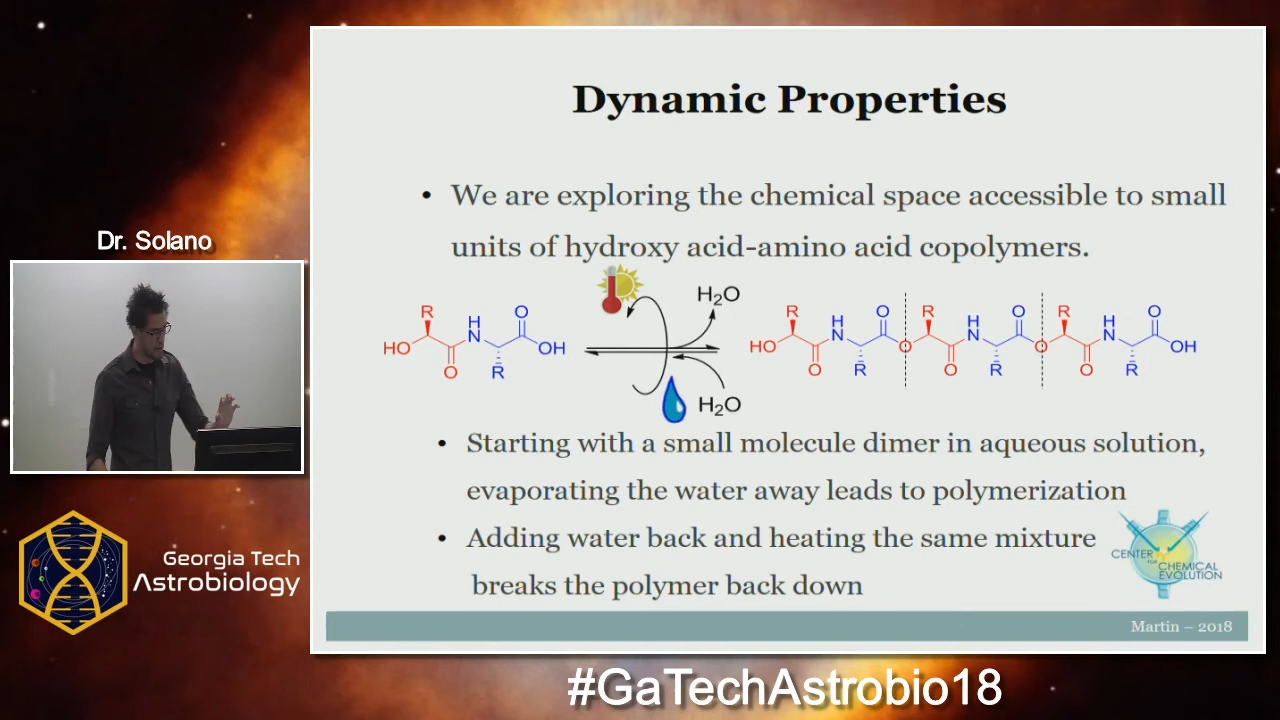 Dynamic Properties
• We are exploring the chemical space accessible to small
units of hydroxy acid-amino acid copolymers.
R
H
N
O
HO
OH
O
R
H₂O
H₂O
R
H
N
O
R
H
N
O
R
H
N
O
HO
O
O
OH
O
R
O
R
O
R
• Starting with a small molecule dimer in aqueous solution,
evaporating the water away leads to polymerization
• Adding water back and heating the same mixture
breaks the polymer back down
CENTER
FOR
CHEMICAL
EVOLUTION
Martin – 2018
Dr. Solano
Georgia Tech
Astrobiology
#GaTechAstrobio18